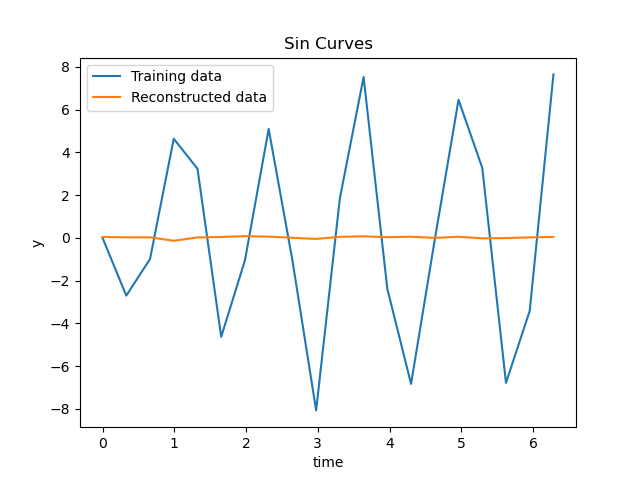 Sin Curves
Training data
Reconstructed data
8
6
4
2
0
−2
−4
−6
−8
y
0 1 2 3 4 5 6
time